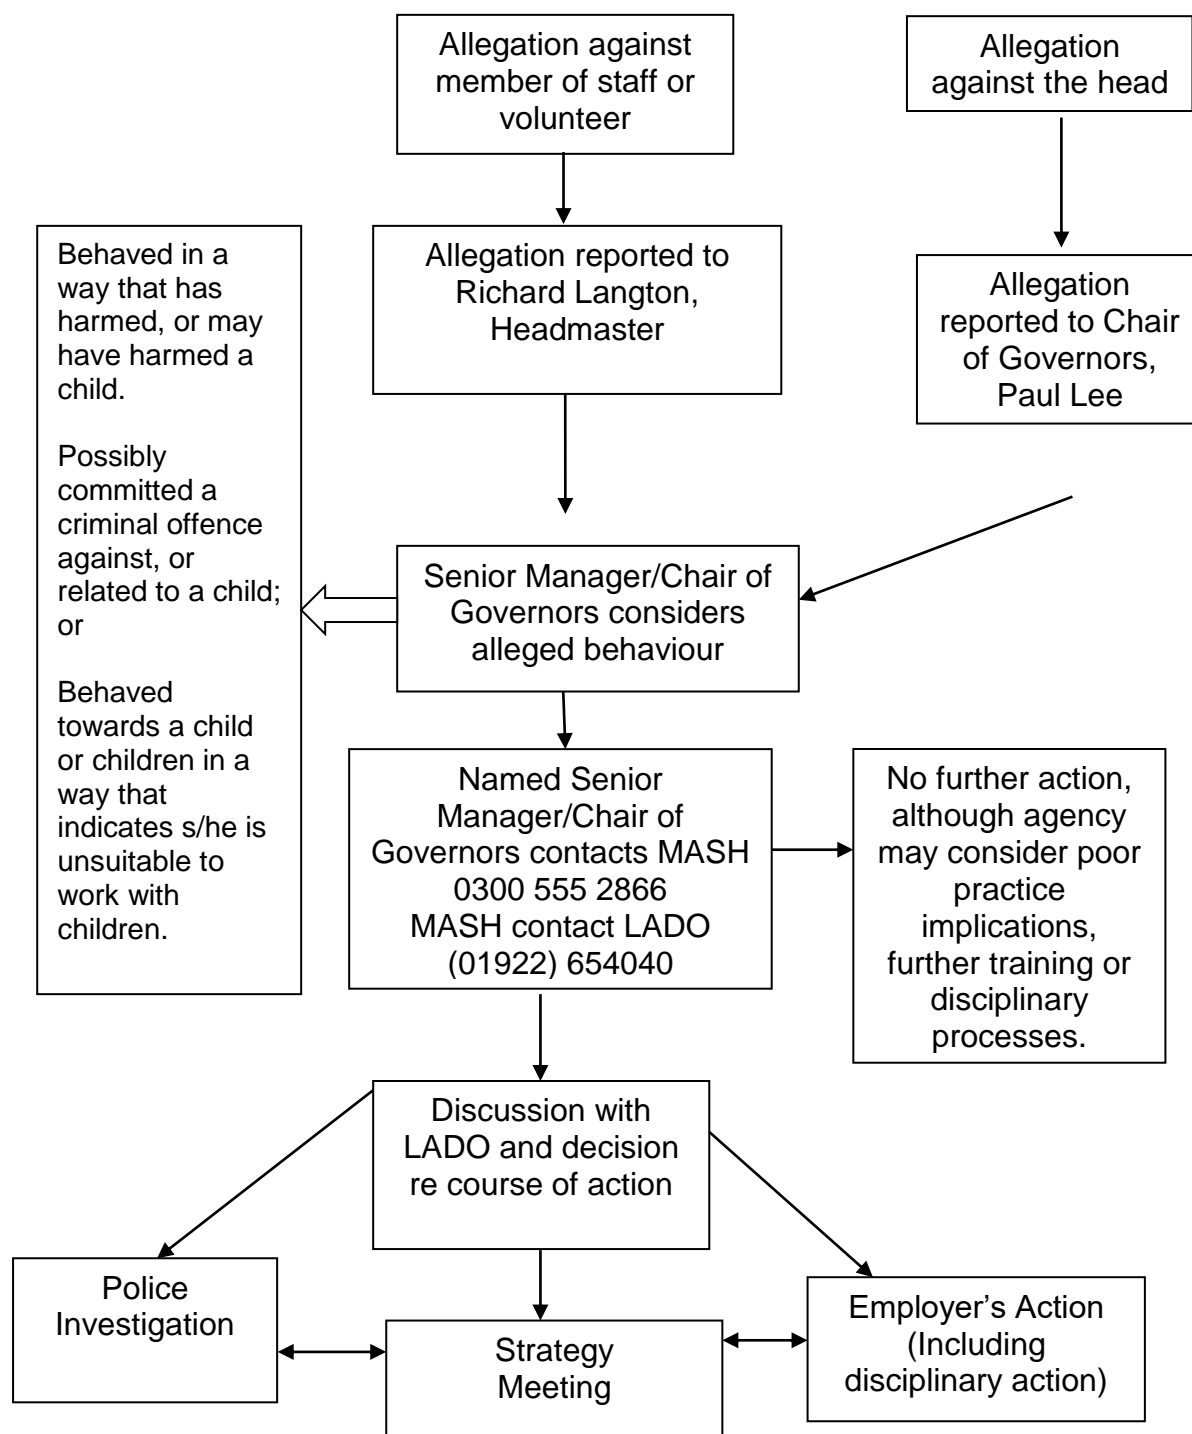 Allegation against
member of staff or
volunteer
Allegation
against the head
Allegation reported to
Richard Langton,
Headmaster
Allegation
reported to Chair
of Governors,
Paul Lee
Behaved in a
way that has
harmed, or may
have harmed a
child.
Possibly
committed a
criminal offence
against, or
related to a child;
or
Behaved
towards a child
or children in a
way that
indicates s/he is
unsuitable to
work with
children.
Senior Manager/Chair of
Governors considers
alleged behaviour
Named Senior
Manager/Chair of
Governors contacts MASH
0300 555 2866
MASH contact LADO
(01922) 654040
No further action,
although agency
may consider poor
practice
implications,
further training or
disciplinary
processes.
Discussion with
LADO and decision
re course of action
Police
Investigation
Strategy
Meeting
Employer’s Action
(Including
disciplinary action)